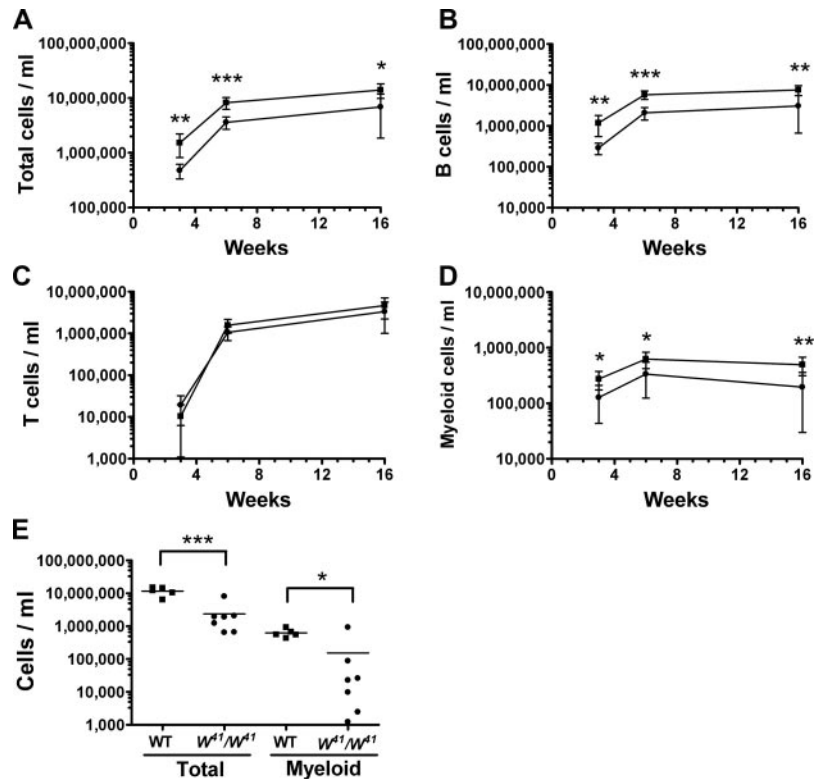 A
Total cells / ml
100,000,000
10,000,000
1,000,000
100,000
** *** *
0 4 8 12 16
Weeks
B
B cells / ml
100,000,000
10,000,000
1,000,000
100,000
10,000
** *** **
0 4 8 12 16
Weeks
C
T cells / ml
10,000,000
1,000,000
100,000
10,000
1,000
0 4 8 12 16
Weeks
D
Myeloid cells / ml
10,000,000
1,000,000
100,000
10,000
* * **
0 4 8 12 16
Weeks
E
Cells / ml
100,000,000
10,000,000
1,000,000
100,000
10,000
1,000
*** *
WT W⁴¹/W⁴¹ WT W⁴¹/W⁴¹
Total Myeloid